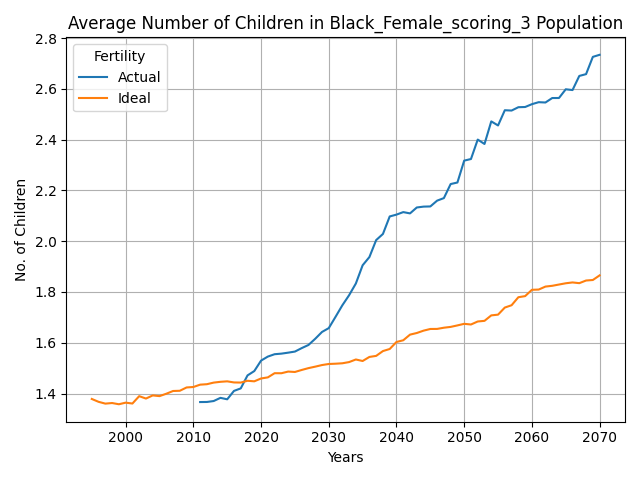 Average Number of Children in Black_Female_scoring_3 Population
Fertility
Actual
Ideal
No. of Children
2.8
2.6
2.4
2.2
2.0
1.8
1.6
1.4
2000 2010 2020 2030 2040 2050 2060 2070
Years